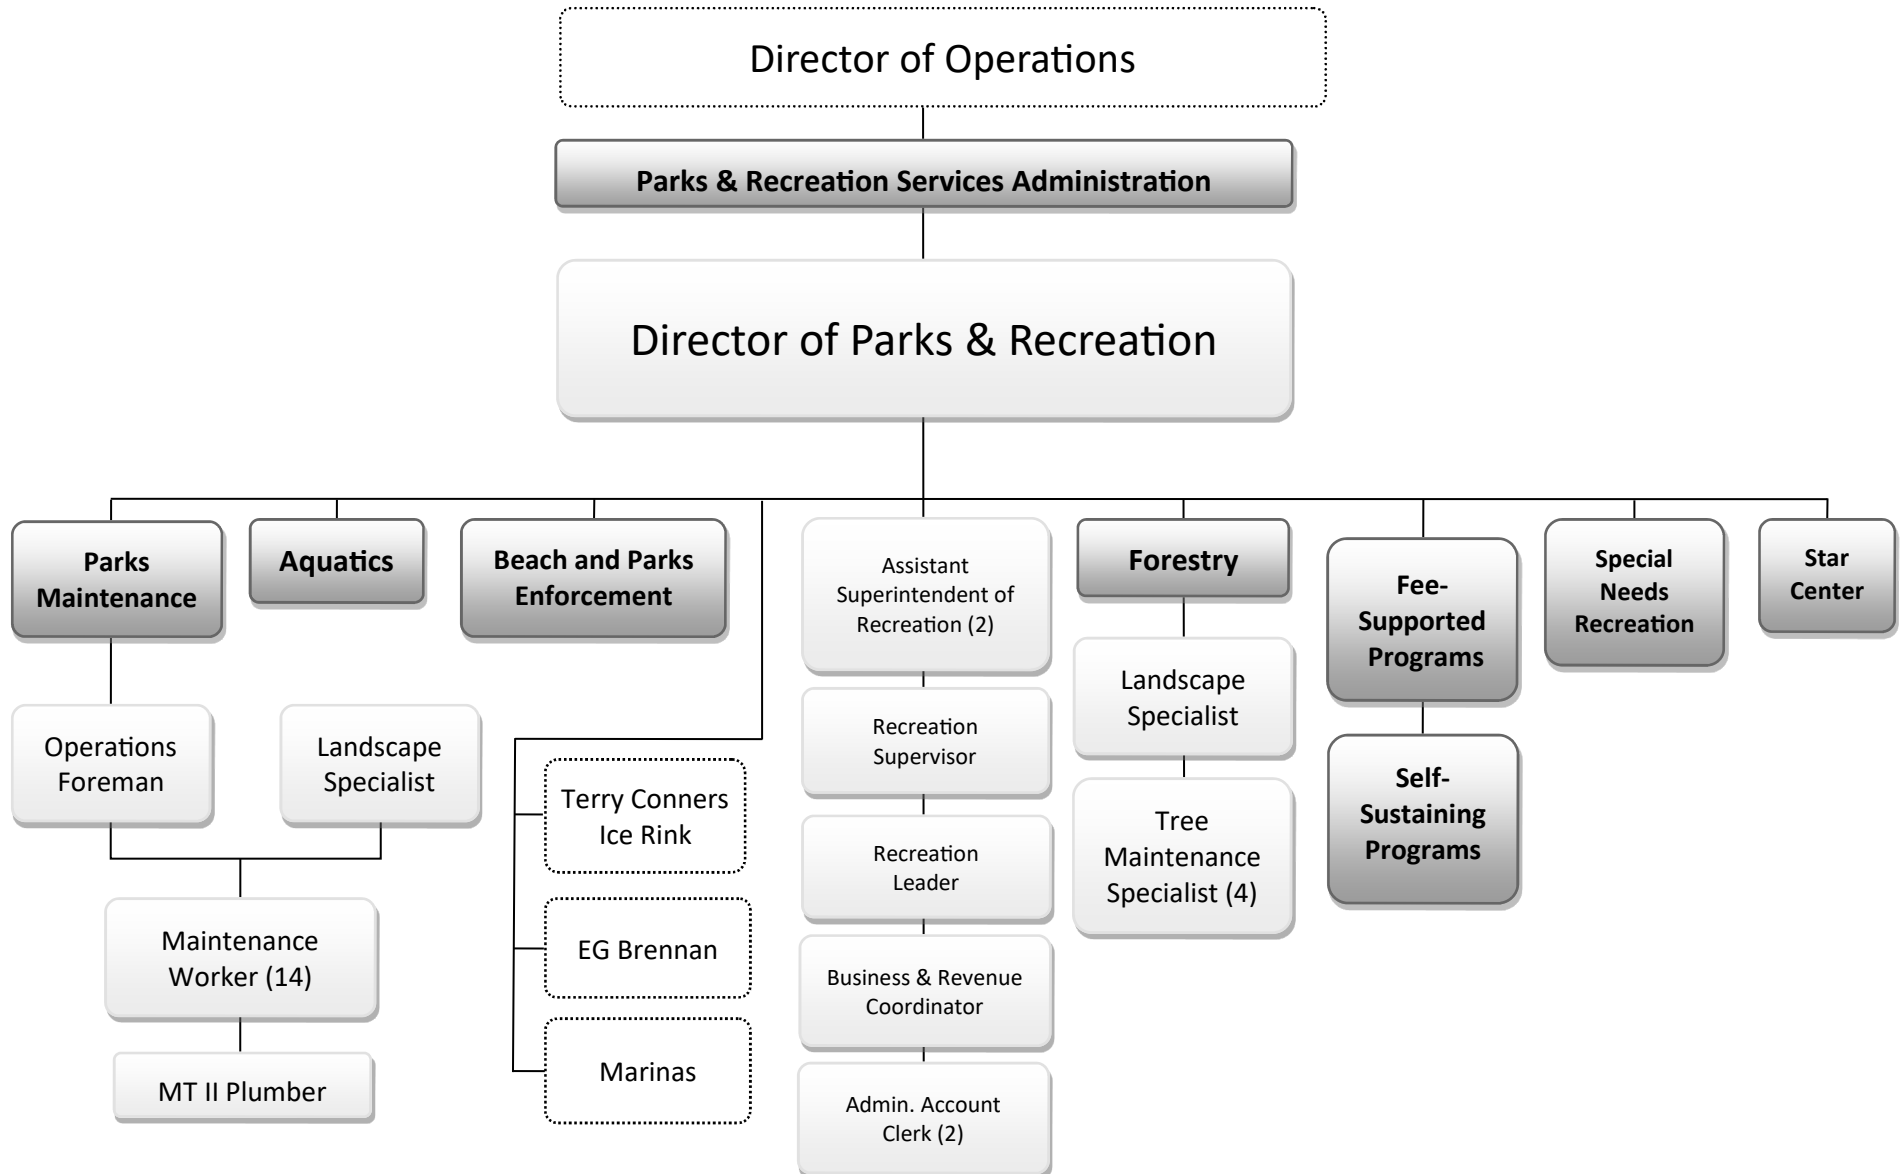 Director of Operations
Parks & Recreation Services Administration
Director of Parks & Recreation
Parks
Maintenance
Aquatics
Beach and Parks
Enforcement
Assistant
Superintendent of
Recreation (2)
Forestry
Fee-
Supported
Programs
Special
Needs
Recreation
Star
Center
Operations
Foreman
Landscape
Specialist
Terry Conners
Ice Rink
Recreation
Supervisor
Landscape
Specialist
Self-
Sustaining
Programs
Maintenance
Worker (14)
EG Brennan
Recreation
Leader
Tree
Maintenance
Specialist (4)
MT II Plumber
Marinas
Business & Revenue
Coordinator
Admin. Account
Clerk (2)